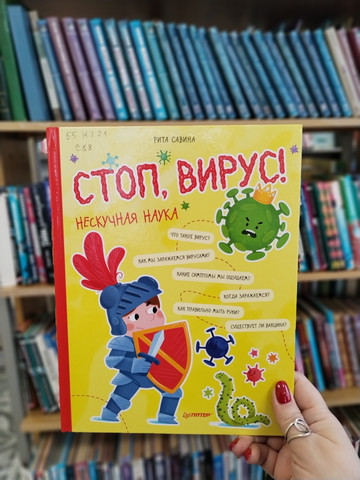 РИТА САВИНА
СТОП, ВИРУС!
НЕСКУЧНАЯ НАУКА
ЧТО ТАКОЕ ВИРУС?
КАК МЫ ЗАРАЖАЕМСЯ ВИРУСАМИ?
КАКИЕ СИМПТОМЫ МЫ ОЩУЩАЕМ?
КОГДА ЗАРАЖАЕМСЯ?
КАК ПРАВИЛЬНО МЫТЬ РУКИ?
СУЩЕСТВУЕТ ЛИ ВАКЦИНА?
ПИТЕР